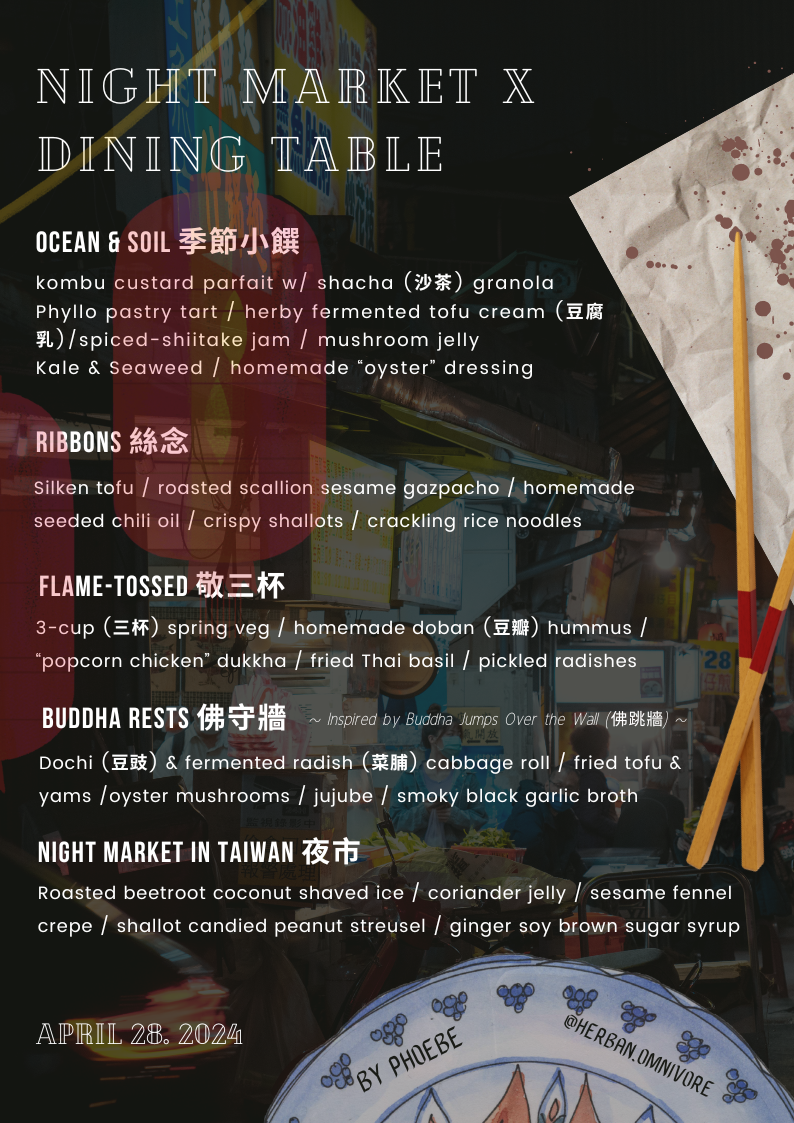 NIGHT MARKET X
DINING TABLE
OCEAN & SOIL 季節小饌
kombu custard parfait w/ shacha (沙茶) granola
Phyllo pastry tart / herby fermented tofu cream (豆腐
乳)/spiced-shiitake jam / mushroom jelly
Kale & Seaweed / homemade “oyster” dressing
RIBBONS 絲念
Silken tofu / roasted scallion sesame gazpacho / homemade
seeded chili oil / crispy shallots / crackling rice noodles
FLAME-TOSSED 敬三杯
3-cup (三杯) spring veg / homemade doban (豆瓣) hummus /
“popcorn chicken” dukkha / fried Thai basil / pickled radishes
BUDDHA RESTS 佛守牆 ~ Inspired by Buddha Jumps Over the Wall (佛跳牆) ~
Dochi (豆豉) & fermented radish (菜脯) cabbage roll / fried tofu &
yams /oyster mushrooms / jujube / smoky black garlic broth
NIGHT MARKET IN TAIWAN 夜市
Roasted beetroot coconut shaved ice / coriander jelly / sesame fennel
crepe / shallot candied peanut streusel / ginger soy brown sugar syrup
APRIL 28. 2024
BY PHOEBE
@HERBAN.OMNIVORE
'28